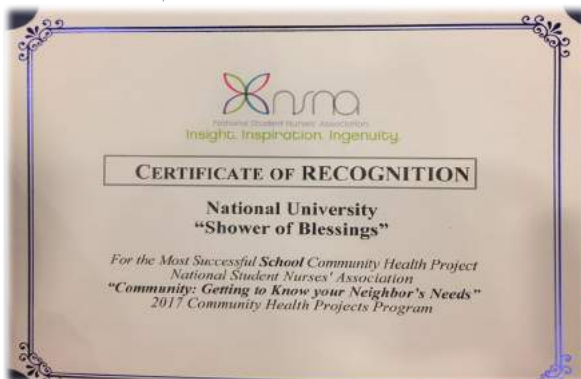 nsna
National Student Nurses' Association
Insight. Inspiration. Ingenuity.
CERTIFICATE OF RECOGNITION
National University
“Shower of Blessings”
For the Most Successful School Community Health Project
National Student Nurses' Association
“Community: Getting to Know your Neighbor's Needs”
2017 Community Health Projects Program